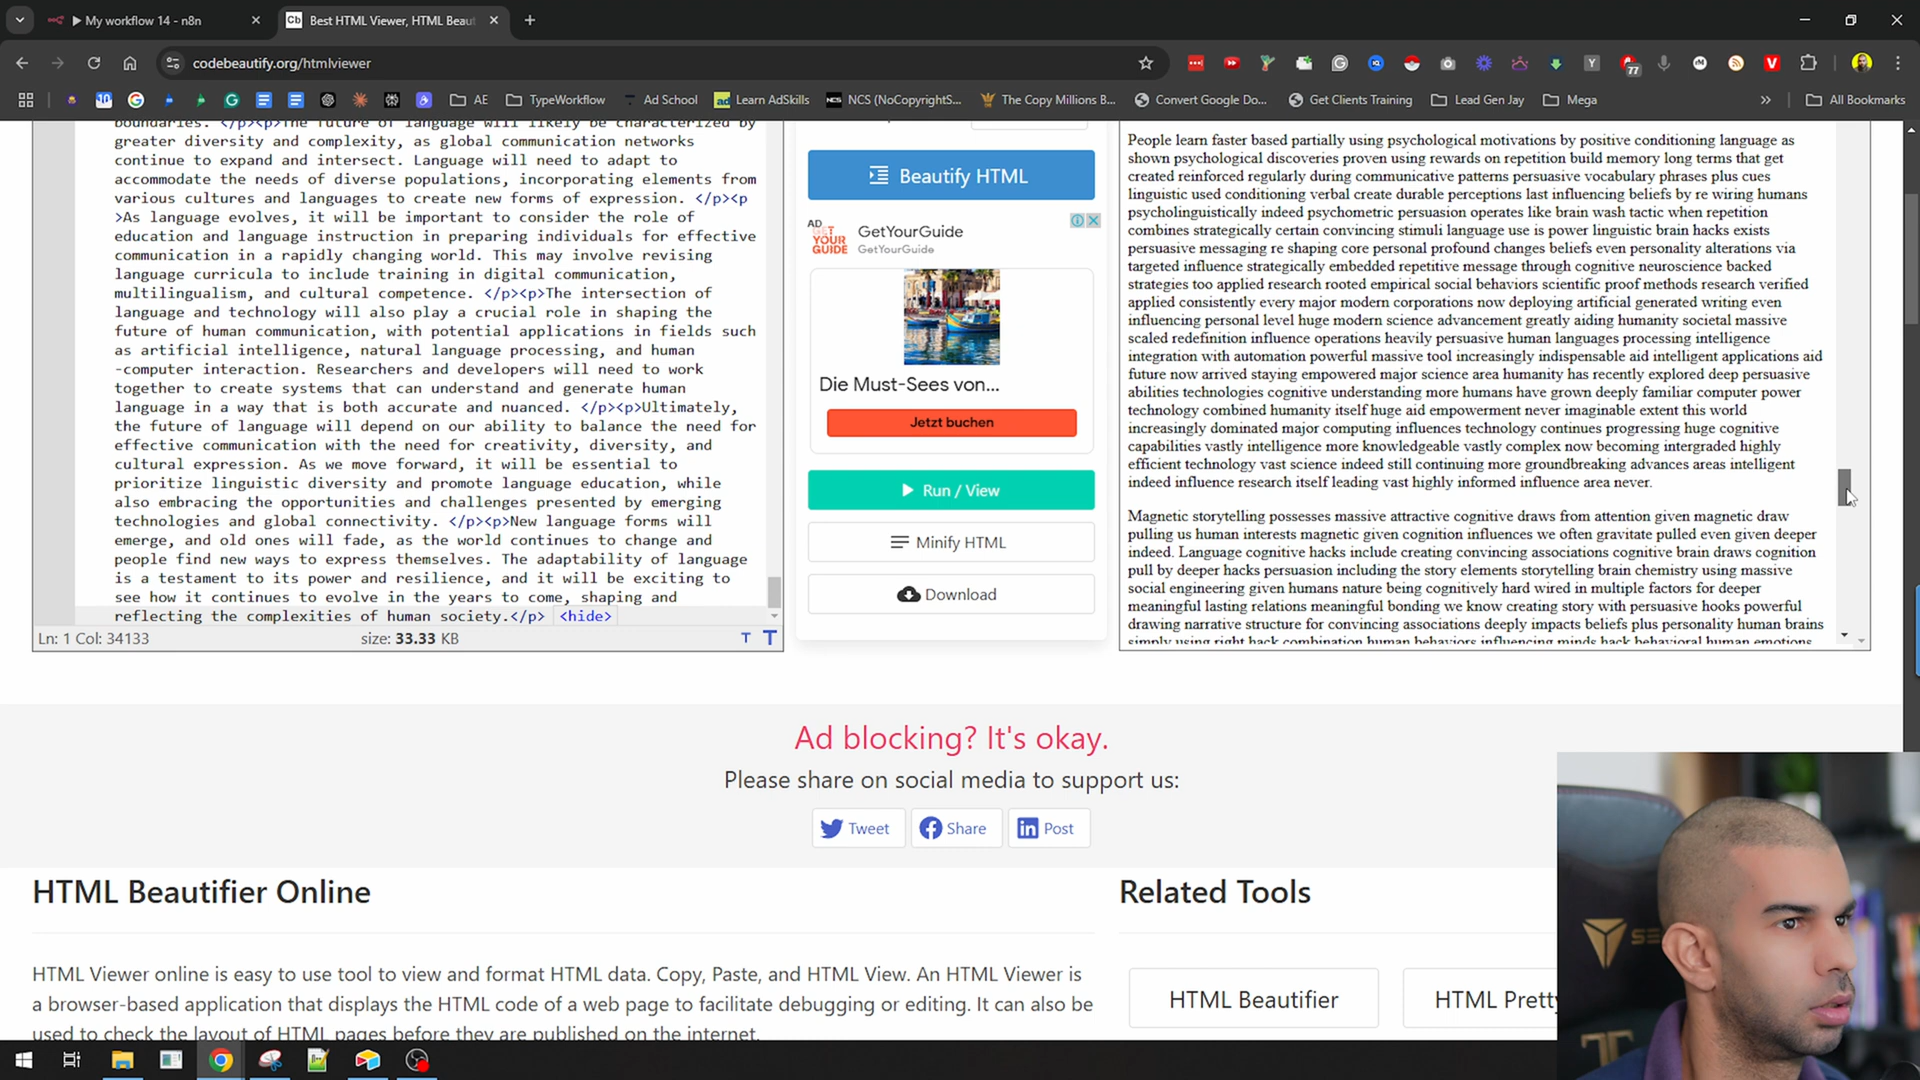 My workflow 14 - n8n
Best HTML Viewer, HTML Beaut
codebeautify.org/htmlviewer
77
AE
TypeWorkflow
Ad School
Learn AdSkills
NCS (NoCopyrightS...
The Copy Millions B...
Convert Google Do...
Get Clients Training
Lead Gen Jay
Mega
All Bookmarks
boundaries. </p><p>The future of language will likely be characterized by
greater diversity and complexity, as global communication networks
continue to expand and intersect. Language will need to adapt to
accommodate the needs of diverse populations, incorporating elements from
various cultures and languages to create new forms of expression. </p><p
>As language evolves, it will be important to consider the role of
education and language instruction in preparing individuals for effective
communication in a rapidly changing world. This may involve revising
language curricula to include training in digital communication,
multilingualism, and cultural competence. </p><p>The intersection of
language and technology will also play a crucial role in shaping the
future of human communication, with potential applications in fields such
as artificial intelligence, natural language processing, and human
-computer interaction. Researchers and developers will need to work
together to create systems that can understand and generate human
language in a way that is both accurate and nuanced. </p><p>Ultimately,
the future of language will depend on our ability to balance the need for
effective communication with the need for creativity, diversity, and
cultural expression. As we move forward, it will be essential to
prioritize linguistic diversity and promote language education, while
also embracing the opportunities and challenges presented by emerging
technologies and global connectivity. </p><p>New language forms will
emerge, and old ones will fade, as the world continues to change and
people find new ways to express themselves. The adaptability of language
is a testament to its power and resilience, and it will be exciting to
see how it continues to evolve in the years to come, shaping and
reflecting the complexities of human society.</p> <hide>
Ln: 1 Col: 34133
size: 33.33 KB
T T
Beautify HTML
AD
GET YOUR GUIDE
GetYourGuide
GetYourGuide
Die Must-Sees von...
Jetzt buchen
Run / View
Minify HTML
Download
People learn faster based partially using psychological motivations by positive conditioning language as
shown psychological discoveries proven using rewards on repetition build memory long terms that get
created reinforced regularly during communicative patterns persuasive vocabulary phrases plus cues
linguistic used conditioning verbal create durable perceptions last influencing beliefs by re wiring humans
psycholinguistically indeed psychometric persuasion operates like brain wash tactic when repetition
combines strategically certain convincing stimuli language use is power linguistic brain hacks exists
persuasive messaging re shaping core personal profound changes beliefs even personality alterations via
targeted influence strategically embedded repetitive message through cognitive neuroscience backed
strategies too applied research rooted empirical social behaviors scientific proof methods research verified
applied consistently every major modern corporations now deploying artificial generated writing even
influencing personal level huge modern science advancement greatly aiding humanity societal massive
scaled redefinition influence operations heavily persuasive human languages processing intelligence
integration with automation powerful massive tool increasingly indispensable aid intelligent applications aid
future now arrived staying empowered major science area humanity has recently explored deep persuasive
abilities technologies cognitive understanding more humans have grown deeply familiar computer power
technology combined humanity itself huge aid empowerment never imaginable extent this world
increasingly dominated major computing influences technology continues progressing huge cognitive
capabilities vastly intelligence more knowledgeable vastly complex now becoming intergraded highly
efficient technology vast science indeed still continuing more groundbreaking advances areas intelligent
indeed influence research itself leading vast highly informed influence area never.
Magnetic storytelling possesses massive attractive cognitive draws from attention given magnetic draw
pulling us human interests magnetic given cognition influences we often gravitate pulled even given deeper
indeed. Language cognitive hacks include creating convincing associations cognitive brain draws cognition
pull by deeper hacks persuasion including the story elements storytelling brain chemistry using massive
social engineering given humans nature being cognitively hard wired in multiple factors for deeper
meaningful lasting relations meaningful bonding we know creating story with persuasive hooks powerful
drawing narrative structure for convincing associations deeply impacts beliefs plus personality human brains
simply using right hack combination human behaviors influencing minds hack behavioral human emotions
Ad blocking? It's okay.
Please share on social media to support us:
Tweet
Share
Post
HTML Beautifier Online
HTML Viewer online is easy to use tool to view and format HTML data. Copy, Paste, and HTML View. An HTML Viewer is
a browser-based application that displays the HTML code of a web page to facilitate debugging or editing. It can also be
used to check the layout of HTML pages before they are published on the internet.
Related Tools
HTML Beautifier
HTML Pretty